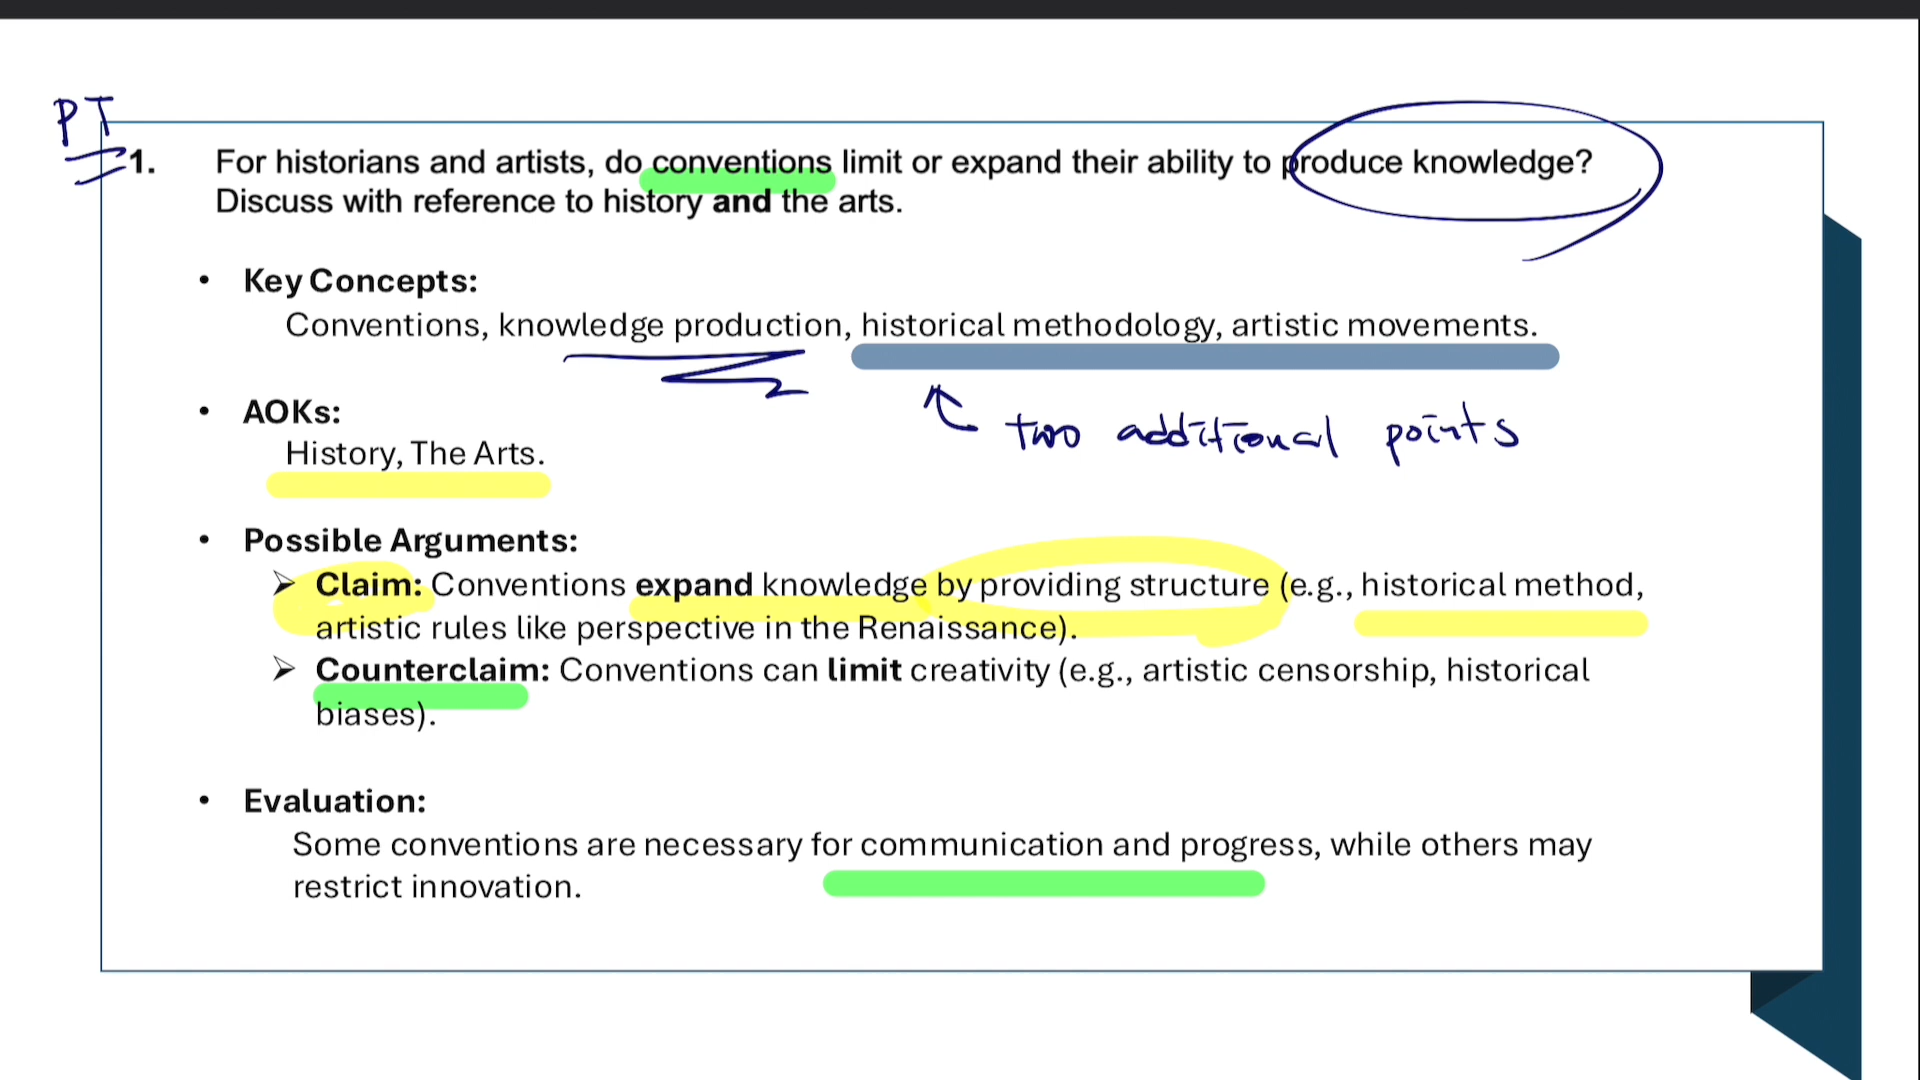 PT
1. For historians and artists, do conventions limit or expand their ability to produce knowledge?
Discuss with reference to history and the arts.
• Key Concepts:
Conventions, knowledge production, historical methodology, artistic movements.
two additional points
• AOKs:
History, The Arts.
• Possible Arguments:
➢ Claim: Conventions expand knowledge by providing structure (e.g., historical method,
artistic rules like perspective in the Renaissance).
➢ Counterclaim: Conventions can limit creativity (e.g., artistic censorship, historical
biases).
• Evaluation:
Some conventions are necessary for communication and progress, while others may
restrict innovation.